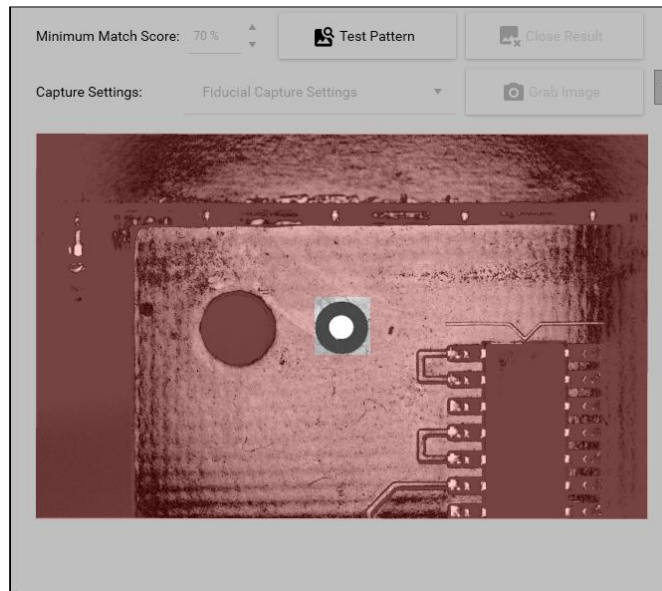 Minimum Match Score: 70 % Test Pattern Close Result
Capture Settings: Fiducial Capture Settings Grab Image